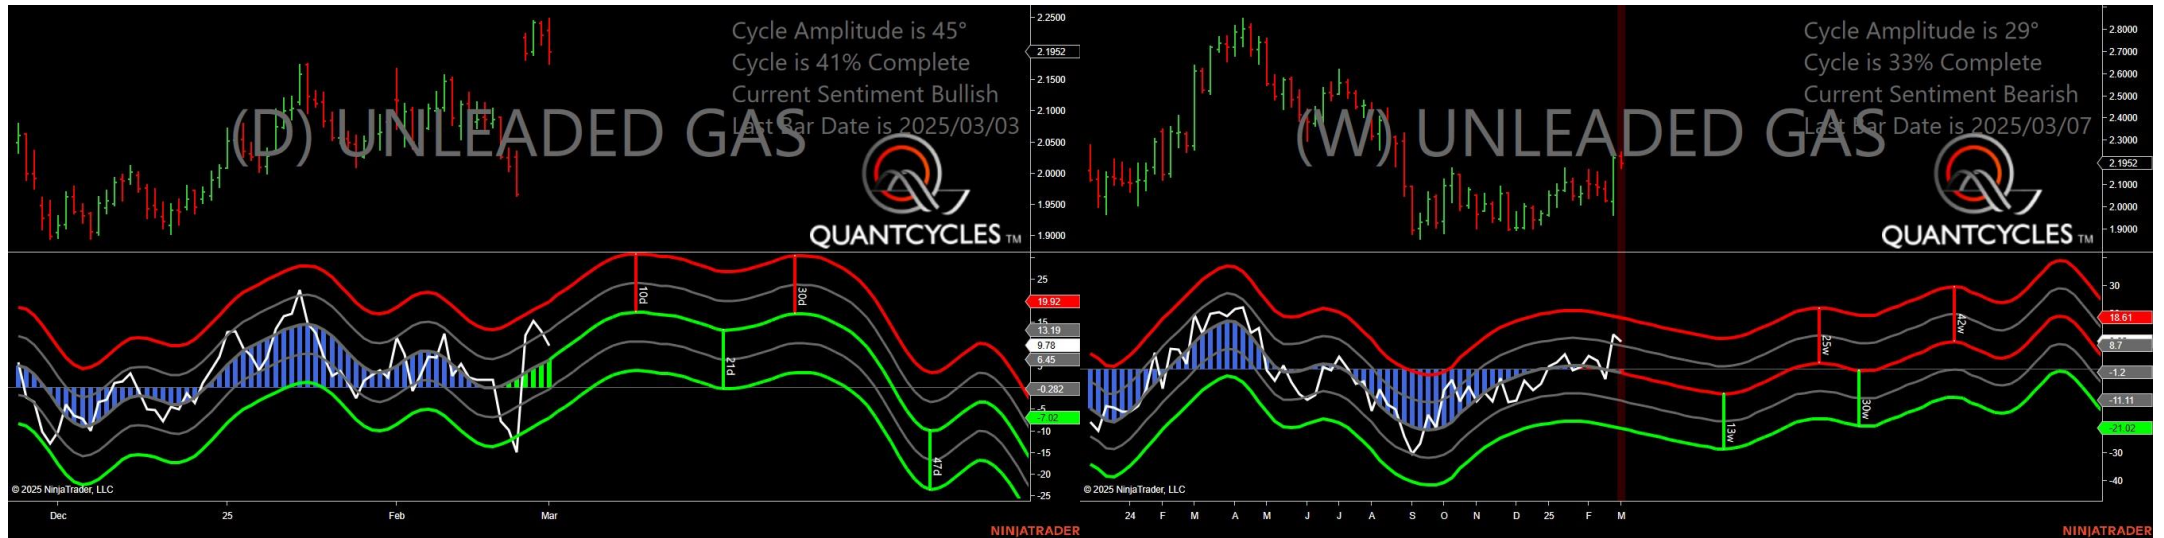 Cycle Amplitude is 45°
Cycle is 41% Complete
Current Sentiment Bullish
Last Bar Date is 2025/03/03
(D) UNLEADED GAS
QUANTCYCLES TM
2.2500
2.1952
2.1500
2.1000
2.0500
2.0000
1.9500
1.9000
10d
21d
30d
47d
25
19.92
15
13.19
9.78
6.45
5
-0.282
-5
-7.02
-10
-15
-20
-25
© 2025 NinjaTrader, LLC
Dec 25 Feb Mar
NINJATRADER
Cycle Amplitude is 29°
Cycle is 33% Complete
Current Sentiment Bearish
Last Bar Date is 2025/03/07
(W) UNLEADED GAS
QUANTCYCLES TM
2.8000
2.7000
2.6000
2.5000
2.4000
2.3000
2.1952
2.1000
2.0000
1.9000
13w
25w
30w
42w
30
18.61
8.7
-1.2
-11.11
-21.02
-30
-40
© 2025 NinjaTrader, LLC
24 F M A M J J A S O N D 25 F M
NINJATRADER